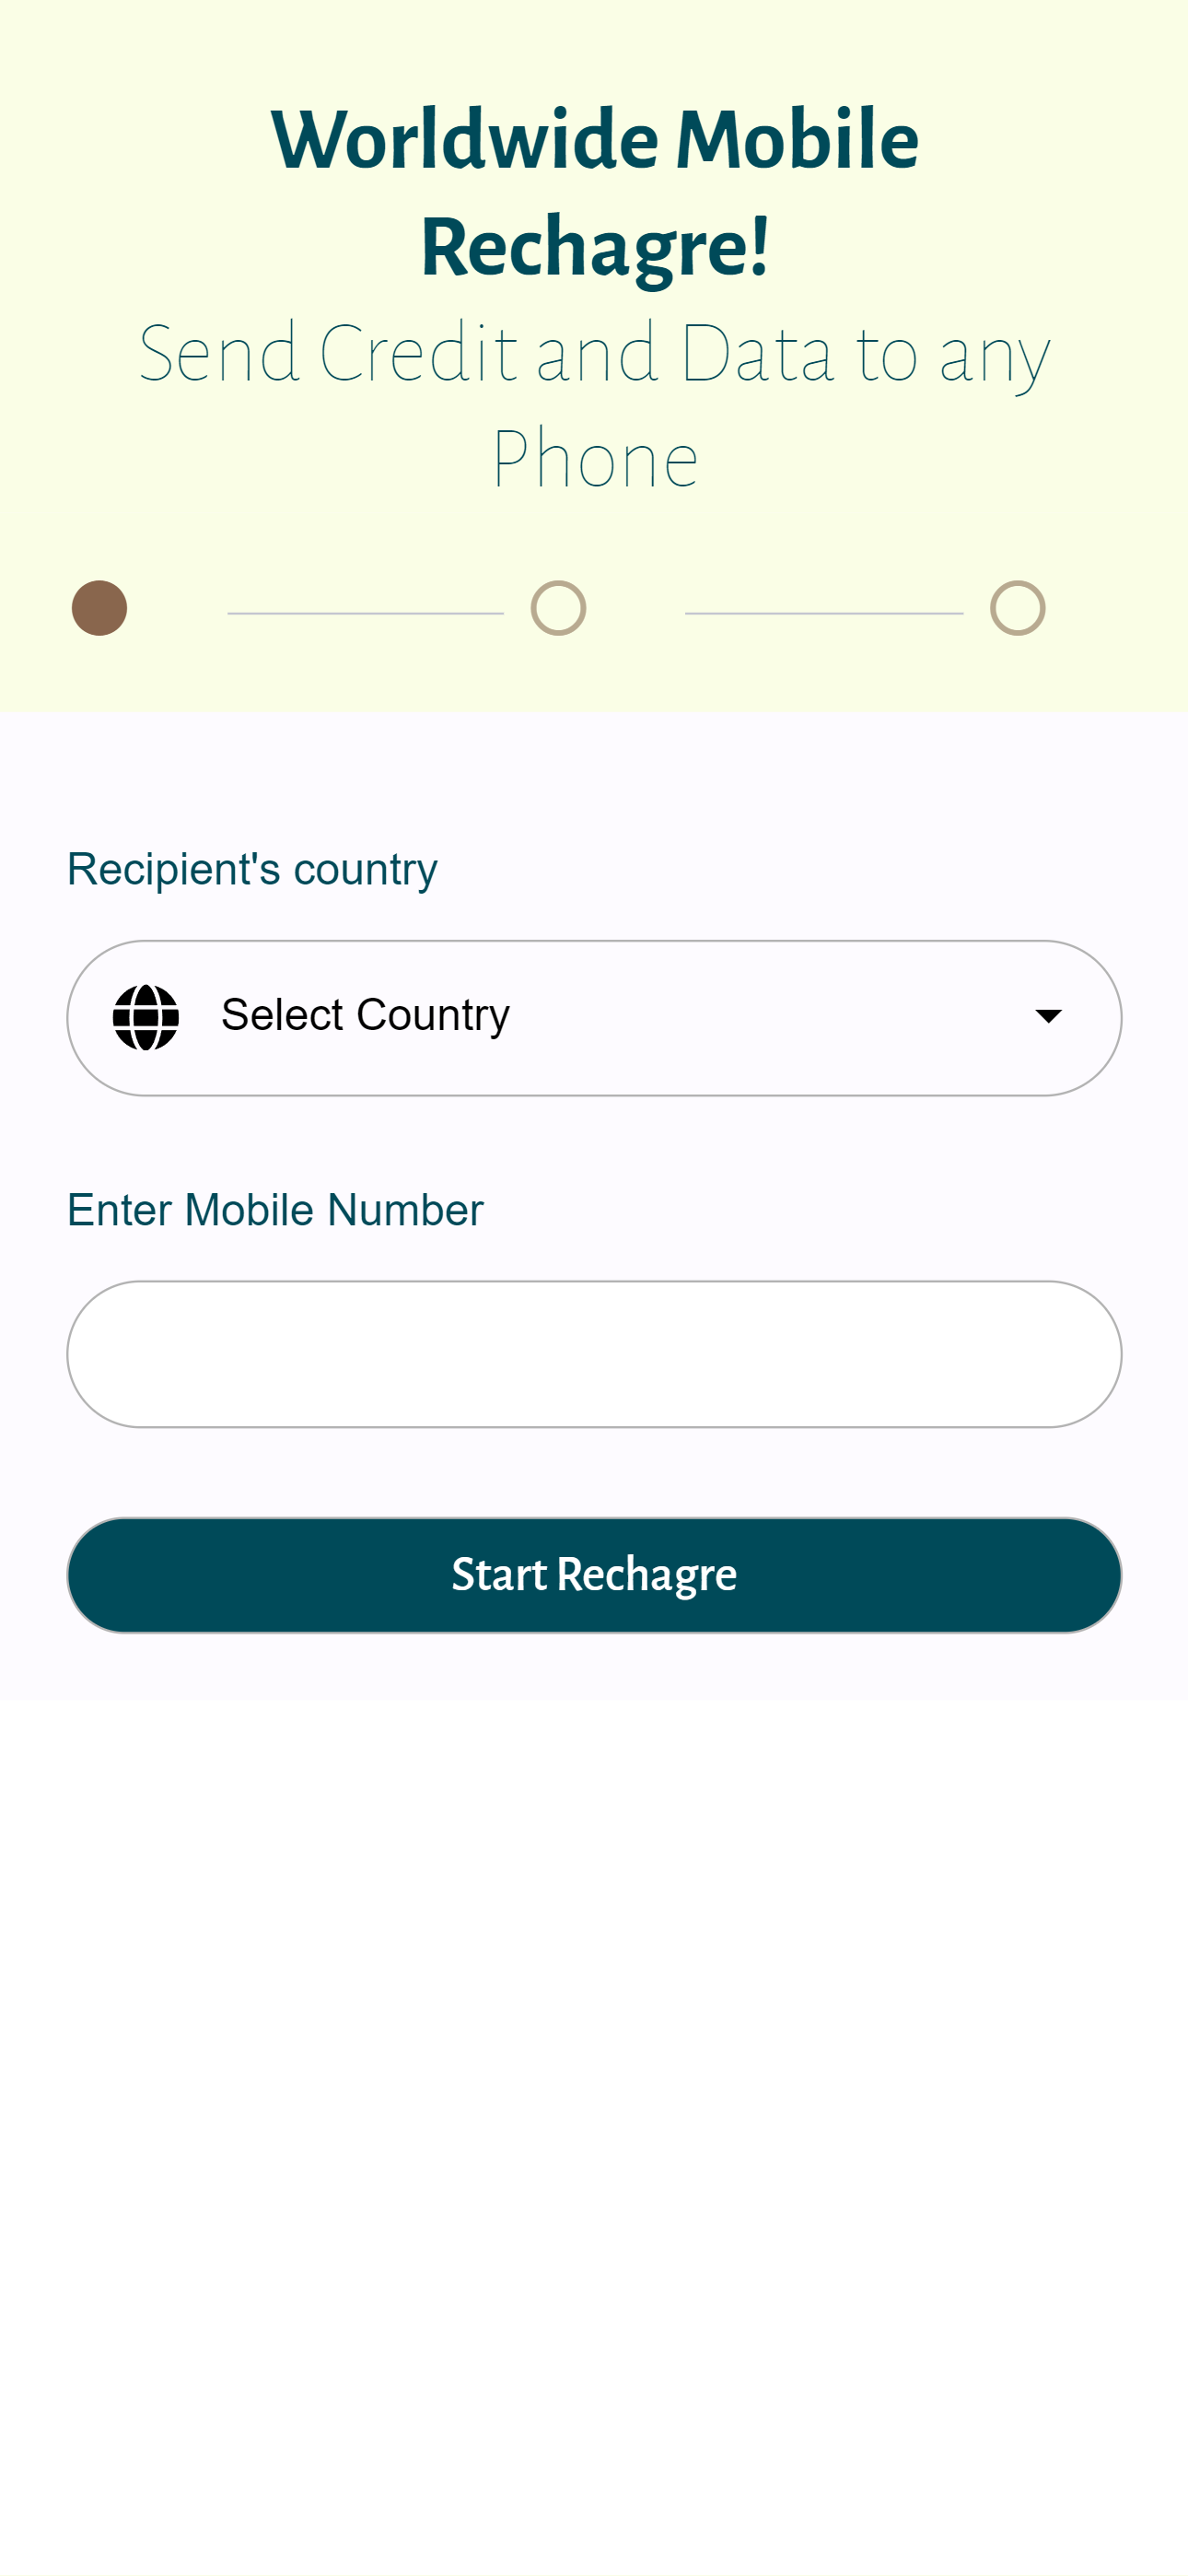 Worldwide Mobile
Rechagre!
Send Credit and Data to any
Phone
Recipient's country
Select Country
Enter Mobile Number
Start Rechagre